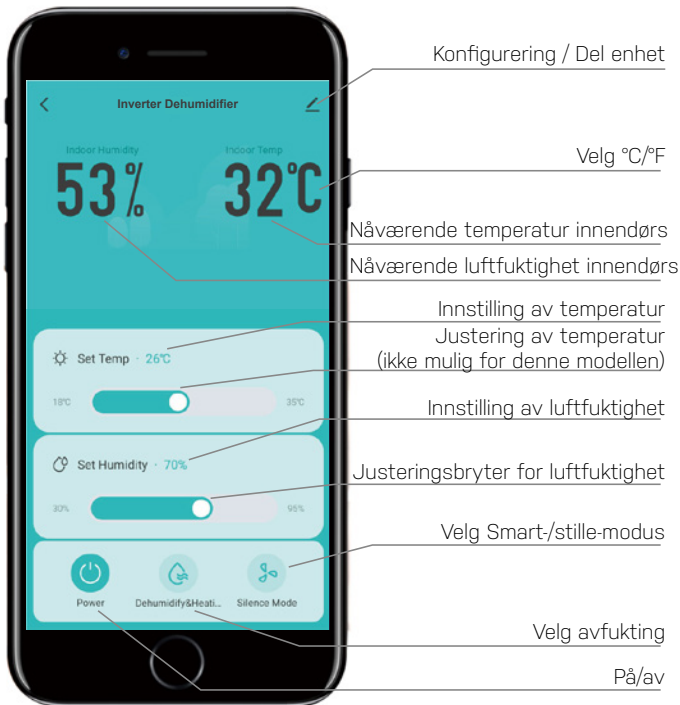 Konfigurering / Del enhet
Inverter Dehumidifier
Indoor Humidity
Indoor Temp
53%
32℃
Velg °C/°F
Nåværende temperatur innendørs
Nåværende luftfuktighet innendørs
Innstilling av temperatur
Justering av temperatur
(ikke mulig for denne modellen)
Set Temp · 26℃
18℃
35℃
Innstilling av luftfuktighet
Set Humidity · 70%
Justeringsbryter for luftfuktighet
30%
95%
Velg Smart-/stille-modus
Power
Dehumidify&Heati...
Silence Mode
Velg avfukting
På/av